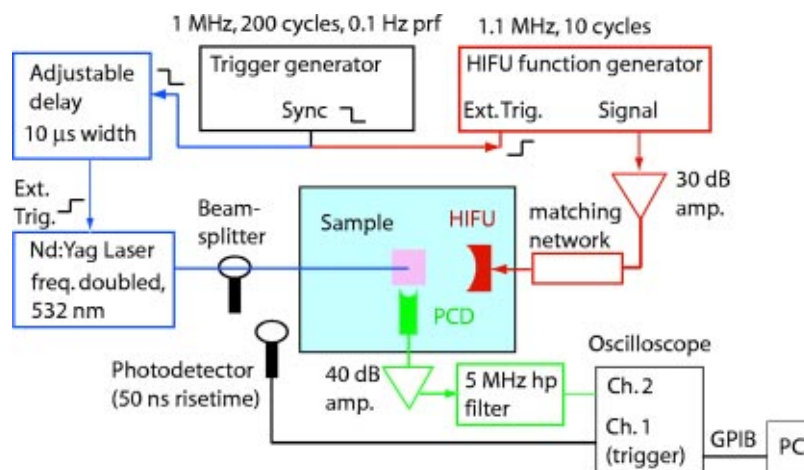 1 MHz, 200 cycles, 0.1 Hz prf
1.1 MHz, 10 cycles
Adjustable
delay
10 μs width
Trigger generator
Sync
HIFU function generator
Ext. Trig.
Signal
Ext.
Trig.
30 dB
amp.
Beam-
splitter
Sample
HIFU
matching
network
Nd:Yag Laser
freq. doubled,
532 nm
PCD
Photodetector
(50 ns risetime)
40 dB
amp.
5 MHz hp
filter
Oscilloscope
Ch. 2
Ch. 1
(trigger)
GPIB
PC